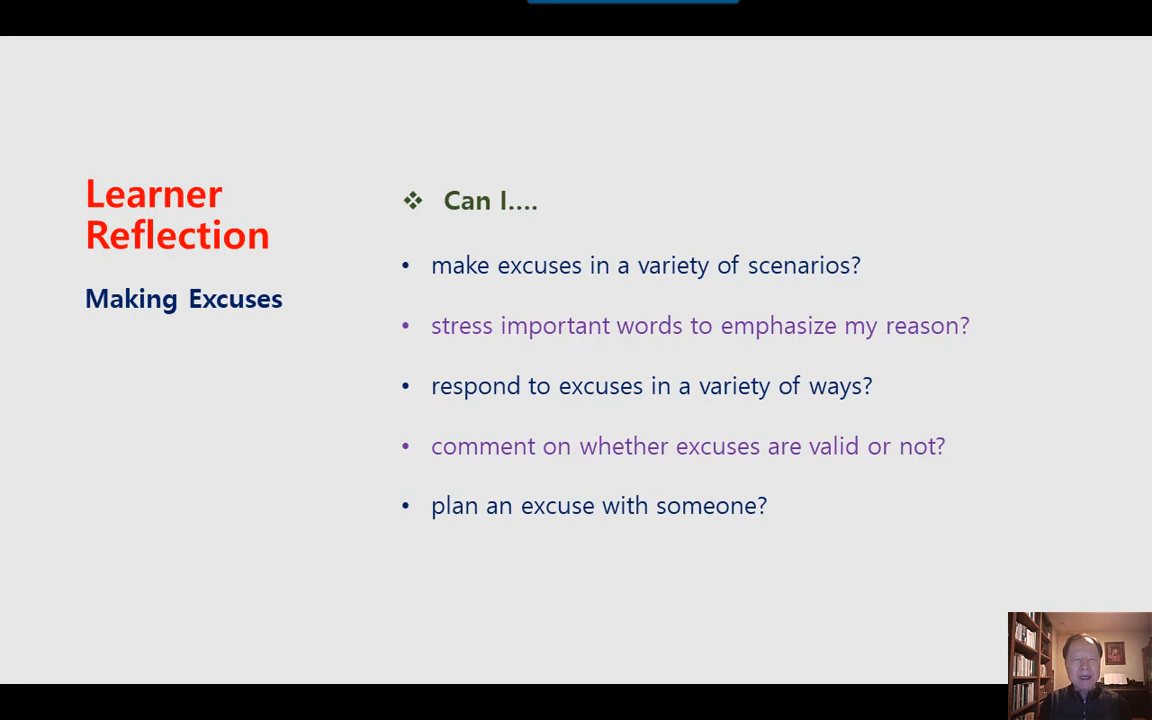 Learner
Reflection
Making Excuses
❖ Can I....
• make excuses in a variety of scenarios?
• stress important words to emphasize my reason?
• respond to excuses in a variety of ways?
• comment on whether excuses are valid or not?
• plan an excuse with someone?